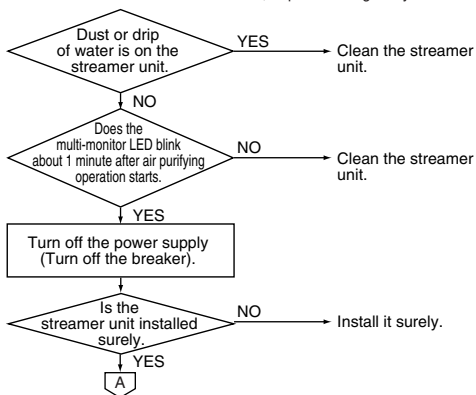 Dust or drip
of water is on the
streamer unit.
YES
Clean the streamer
unit.
NO
Does the
multi-monitor LED blink
about 1 minute after air purifying
operation starts.
NO
Clean the streamer
unit.
YES
Turn off the power supply
(Turn off the breaker).
Is the
streamer unit installed
surely.
NO
Install it surely.
YES
A